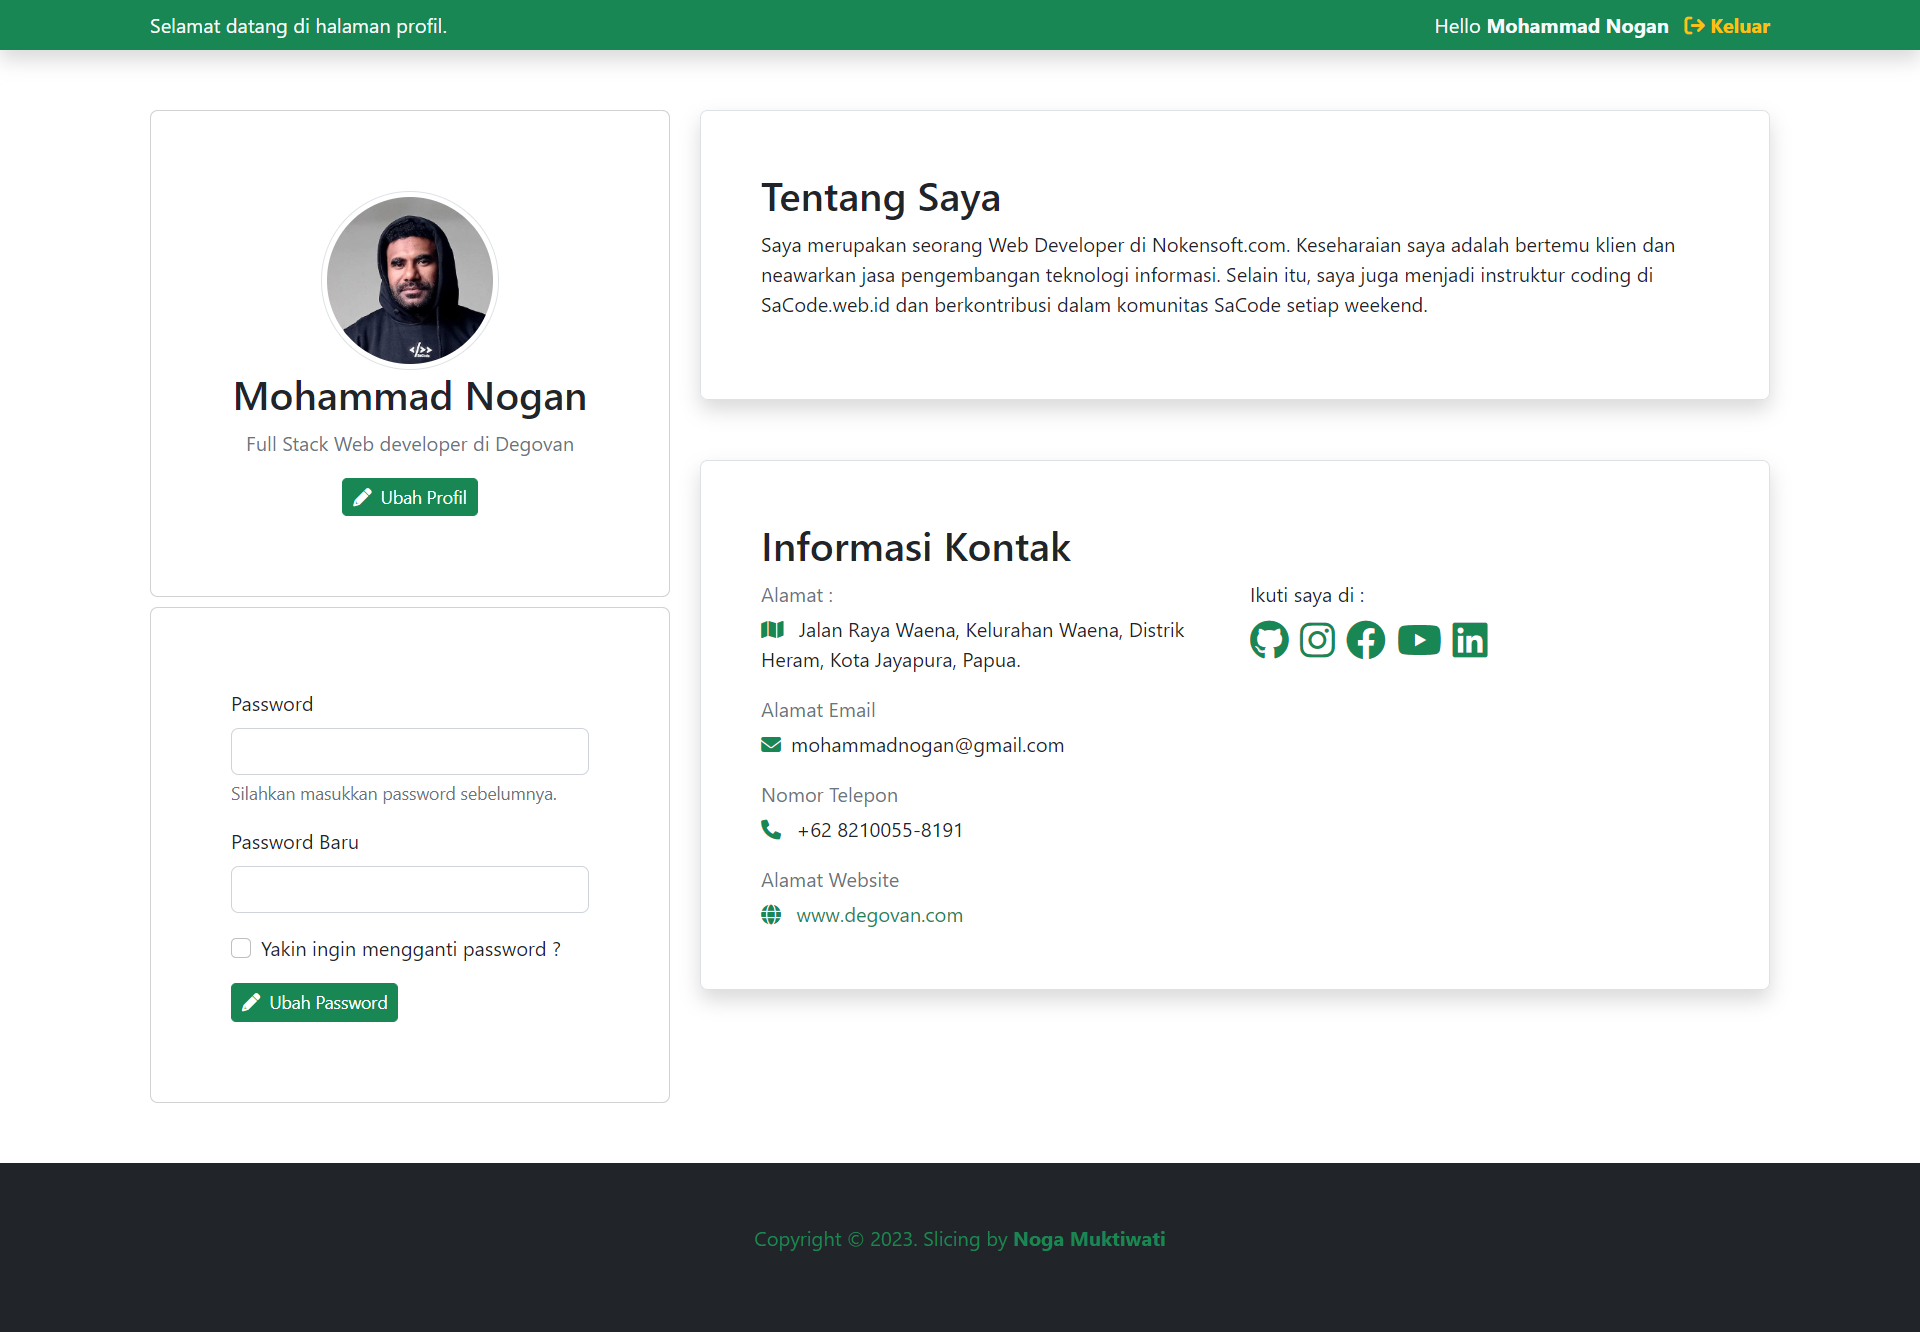 Selamat datang di halaman profil.
Hello Mohammad Nogan Keluar
</>>
Mohammad Nogan
Full Stack Web developer di Degovan
Ubah Profil
Password
Silahkan masukkan password sebelumnya.
Password Baru
Yakin ingin mengganti password ?
Ubah Password
Tentang Saya
Saya merupakan seorang Web Developer di Nokensoft.com. Keseharaian saya adalah bertemu klien dan
neawarkan jasa pengembangan teknologi informasi. Selain itu, saya juga menjadi instruktur coding di
SaCode.web.id dan berkontribusi dalam komunitas SaCode setiap weekend.
Informasi Kontak
Alamat :
Jalan Raya Waena, Kelurahan Waena, Distrik
Heram, Kota Jayapura, Papua.
Alamat Email
mohammadnogan@gmail.com
Nomor Telepon
+62 8210055-8191
Alamat Website
www.degovan.com
Ikuti saya di :
in
Copyright © 2023. Slicing by Noga Muktiwati